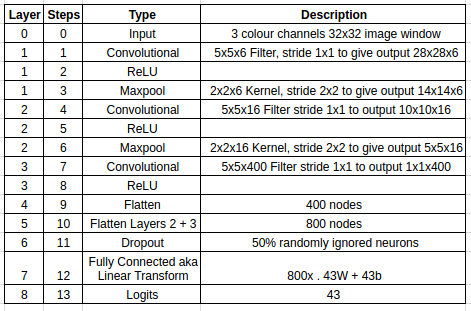 Layer Steps Type Description
0 0 Input 3 colour channels 32x32 image window
1 1 Convolutional 5x5x6 Filter, stride 1x1 to give output 28x28x6
1 2 ReLU
1 3 Maxpool 2x2x6 Kernel, stride 2x2 to give output 14x14x6
2 4 Convolutional 5x5x16 Filter stride 1x1 to output 10x10x16
2 5 ReLU
2 6 Maxpool 2x2x16 Kernel, stride 2x2 to give output 5x5x16
3 7 Convolutional 5x5x400 Filter stride 1x1 to output 1x1x400
3 8 ReLU
4 9 Flatten 400 nodes
5 10 Flatten Layers 2 + 3 800 nodes
6 11 Dropout 50% randomly ignored neurons
Fully Connected aka
7 12 Linear Transform 800x . 43W + 43b
8 13 Logits 43